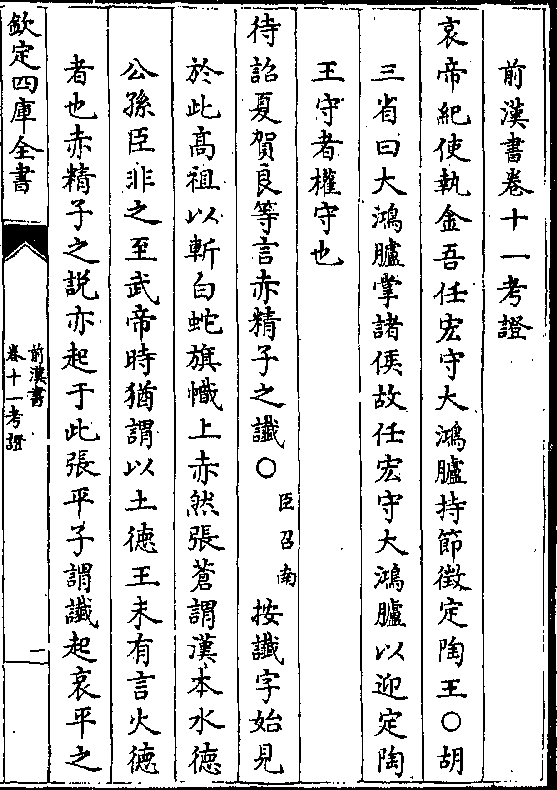 前漢書卷十一考證
哀帝紀使執金吾任宏守大鴻臚持節徵定陶王○胡
三省曰大鴻臚掌諸侯故任宏守大鴻臚以迎定陶
王守者權守也
待詔夏賀良等言赤精子之讖○臣召南按讖字始見
於此高祖以斬白蛇旗幟上赤然張蒼謂漢本水德
公孫臣非之至武帝時猶謂以土德王未有言火德
者也赤精子之説亦起于此張平子謂讖起哀平之
欽定四庫全書
前漢書
卷十一考證
二